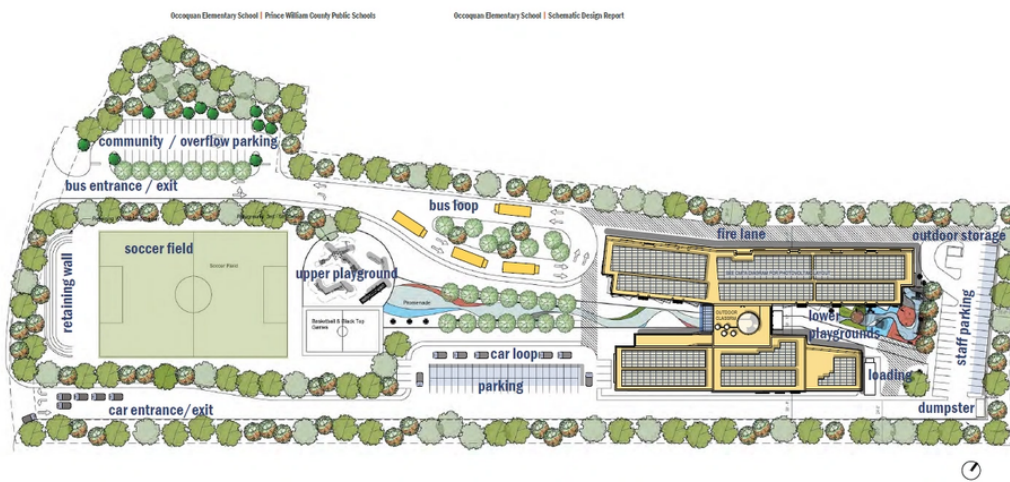 Occoquan Elementary School | Prince William County Public Schools
Occoquan Elementary School | Schematic Design Report
community / overflow parking
bus entrance / exit
bus loop
fire lane
outdoor storage
soccer field
Soccer Field
upper playground
retaining wall
Promenade
OUTDOOR
lower
playgrounds
Basketball & Black Top
Games
staff parking
car loop
parking
loading
car entrance/exit
dumpster